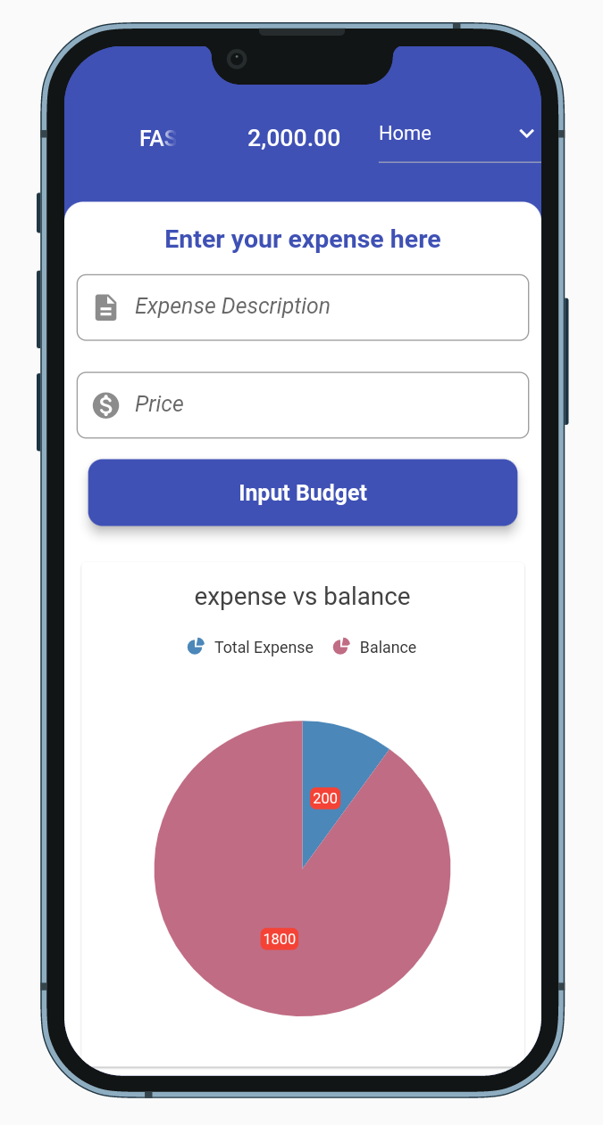 FAS 2,000.00 Home
Enter your expense here
Expense Description
Price
Input Budget
expense vs balance
Total Expense Balance
200
1800